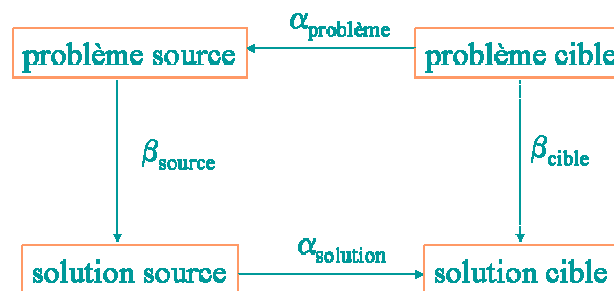 α problème
problème source problème cible
β source β cible
α solution
solution source solution cible